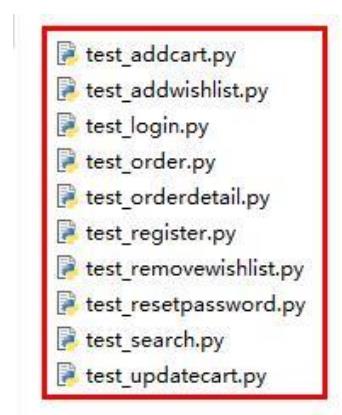 test_addcart.py
test_addwishlist.py
test_login.py
test_order.py
test_orderdetail.py
test_register.py
test_removewishlist.py
test_resetpassword.py
test_search.py
test_updatecart.py